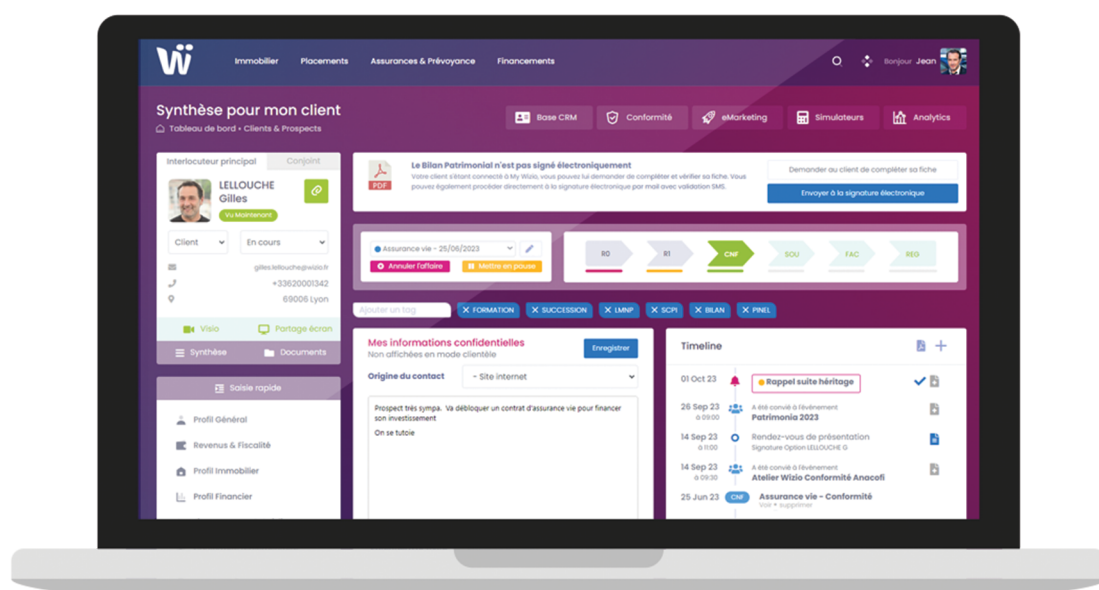 Wï
Immobilier Placements Assurances & Prévoyance Financements
Bonjour Jean
Synthèse pour mon client
Tableau de bord • Clients & Prospects
Base CRM Conformité eMarketing Simulateurs Analytics
Interlocuteur principal Conjoint
LELLOUCHE
Gilles
Vu Maintenant
Client En cours
gilles.lellouche@wizio.fr
+33620001342
69006 Lyon
Visio Partage écran
Synthèse Documents
Saisie rapide
Profil Général
Revenus & Fiscalité
Profil Immobilier
Profil Financier
PDF
Le Bilan Patrimonial n'est pas signé électroniquement
Votre client s'étant connecté à My Wizio, vous pouvez lui demander de compléter et vérifier sa fiche. Vous
pouvez également procéder directement à la signature électronique par mail avec validation SMS.
Demander au client de compléter sa fiche
Envoyer à la signature électronique
Assurance vie - 25/06/2023
Annuler l'affaire Mettre en pause
R0 R1 CNF SOU FAC REG
Ajouter un tag
FORMATION SUCCESSION LMNP SCPI BILAN PINEL
Mes informations confidentielles
Non affichées en mode clientèle
Enregistrer
Origine du contact - Site internet
Prospect très sympa. Va débloquer un contrat d'assurance vie pour financer
son investissement
On se tutoie
Timeline
01 Oct 23 Rappel suite héritage
26 Sep 23 A été convié à l'évènement
à 09:00 Patrimonia 2023
14 Sep 23 Rendez-vous de présentation
à 11:00 Signature Option LELLOUCHE G
14 Sep 23 A été convié à l'évènement
à 09:30 Atelier Wizio Conformité Anacofi
25 Jun 23 CNF Assurance vie - Conformité
Voir • supprimer